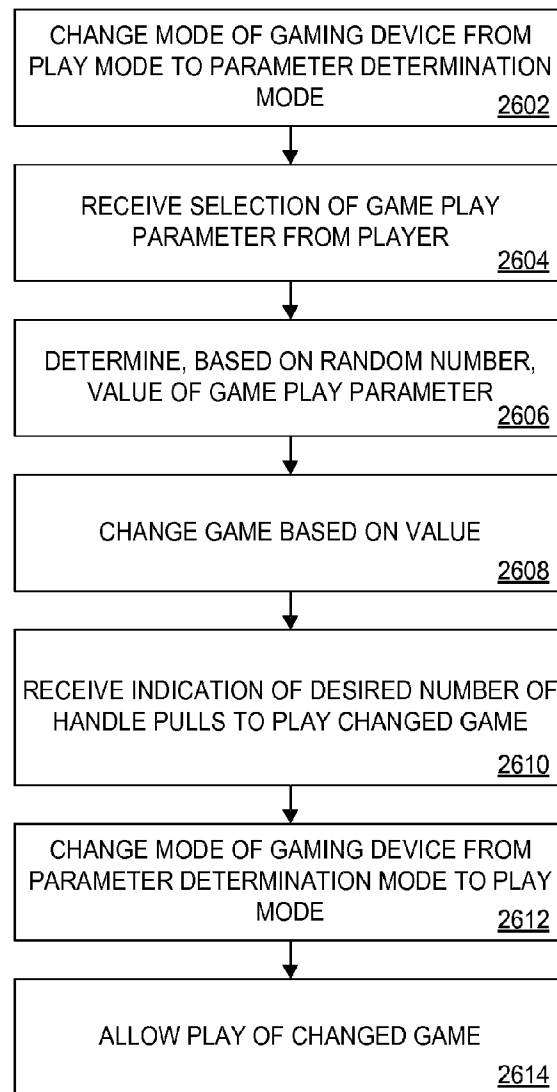 CHANGE MODE OF GAMING DEVICE FROM
PLAY MODE TO PARAMETER DETERMINATION
MODE
2602
RECEIVE SELECTION OF GAME PLAY
PARAMETER FROM PLAYER
2604
DETERMINE, BASED ON RANDOM NUMBER,
VALUE OF GAME PLAY PARAMETER
2606
CHANGE GAME BASED ON VALUE
2608
RECEIVE INDICATION OF DESIRED NUMBER OF
HANDLE PULLS TO PLAY CHANGED GAME
2610
CHANGE MODE OF GAMING DEVICE FROM
PARAMETER DETERMINATION MODE TO PLAY
MODE
2612
ALLOW PLAY OF CHANGED GAME
2614